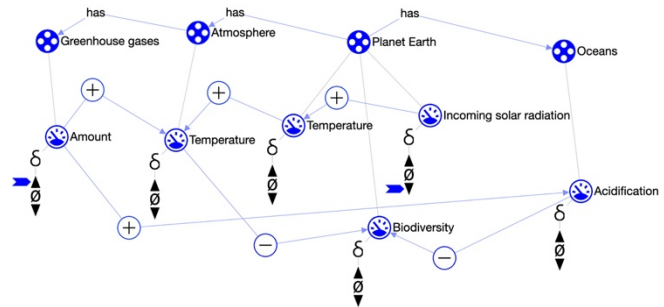 has
has
has
Greenhouse gases
Atmosphere
Planet Earth
Oceans
+
+
+
Amount
Temperature
Temperature
Incoming solar radiation
δ
δ
δ
δ
Ø
Ø
Ø
Ø
Acidification
+
Biodiversity
−
−
δ
δ
Ø
Ø